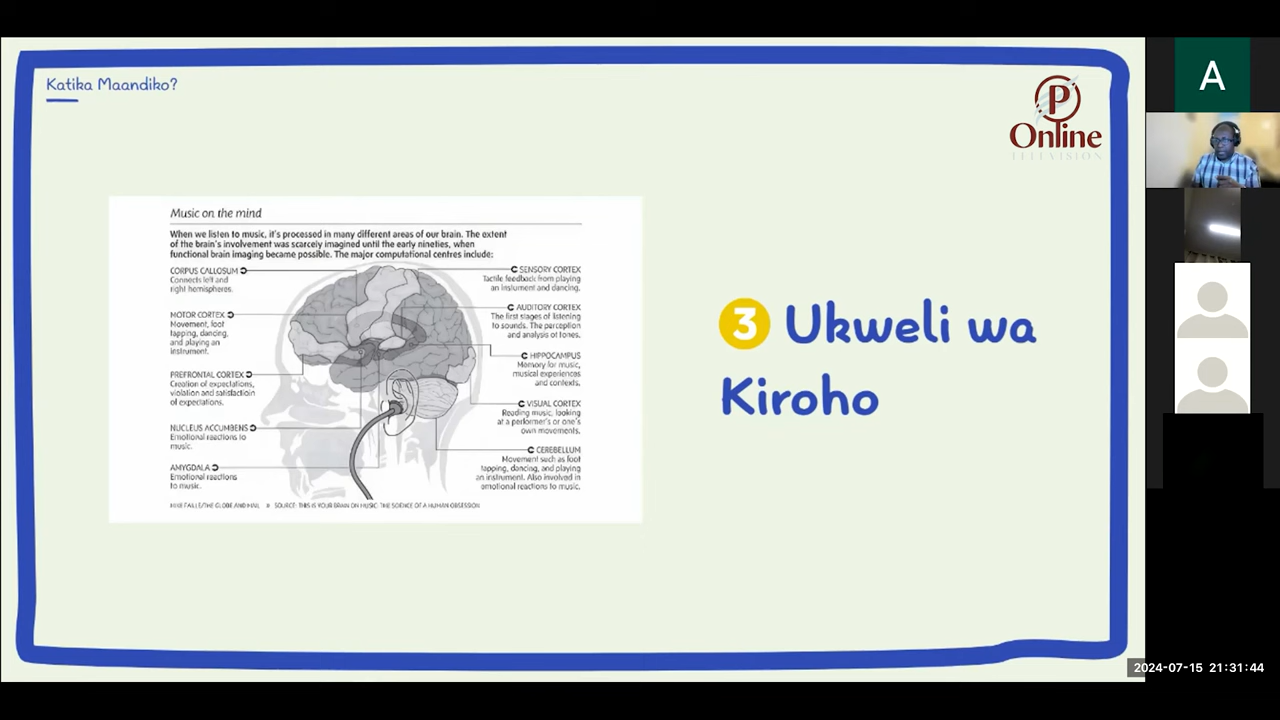 Katika Maandiko?
P
Online
TELEVISION
Music on the mind
When we listen to music, it's processed in many different areas of our brain. The extent
of the brain's involvement was scarcely imagined until the early nineties, when
functional brain imaging became possible. The major computational centres include:
CORPUS CALLOSUM
Connects left and
right hemispheres.
MOTOR CORTEX
Movement, foot
tapping, dancing,
and playing an
instrument.
PREFRONTAL CORTEX
Creation of expectations,
violation and satisfaction
of expectations.
NUCLEUS ACCUMBENS
Emotional reactions to
music.
AMYGDALA
Emotional reactions
to music.
SENSORY CORTEX
Tactile feedback from playing
an instrument and dancing.
AUDITORY CORTEX
The first stages of listening
to sounds. The perception
and analysis of tones.
HIPPOCAMPUS
Memory for music,
musical experiences
and contexts.
VISUAL CORTEX
Reading music, looking
at a performer's or one's
own movements.
CEREBELLUM
Movement such as foot
tapping, dancing, and playing
an instrument. Also involved in
emotional reactions to music.
MIKE FAILLE/THE GLOBE AND MAIL SOURCE: THIS IS YOUR BRAIN ON MUSIC: THE SCIENCE OF A HUMAN OBSESSION
3 Ukweli wa
Kiroho
A
2024-07-15 21:31:44